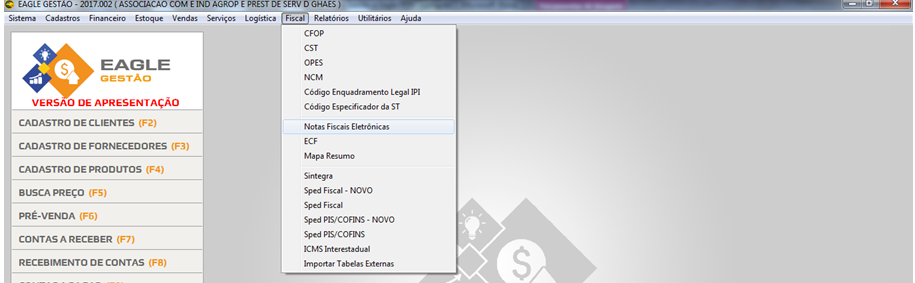 EAGLE GESTÃO - 2017.002 ( ASSOCIACAO COM E IND AGROP E PREST DE SERV D GHAES )
Sistema Cadastros Financeiro Estoque Vendas Serviços Logística Fiscal Relatórios Utilitários Ajuda
EAGLE
GESTÃO
VERSÃO DE APRESENTAÇÃO
CADASTRO DE CLIENTES (F2)
CADASTRO DE FORNECEDORES (F3)
CADASTRO DE PRODUTOS (F4)
BUSCA PREÇO (F5)
PRÉ-VENDA (F6)
CONTAS A RECEBER (F7)
RECEBIMENTO DE CONTAS (F8)
CFOP
CST
OPES
NCM
Código Enquadramento Legal IPI
Código Especificador da ST
Notas Fiscais Eletrônicas
ECF
Mapa Resumo
Sintegra
Sped Fiscal - NOVO
Sped Fiscal
Sped PIS/COFINS - NOVO
Sped PIS/COFINS
ICMS Interestadual
Importar Tabelas Externas